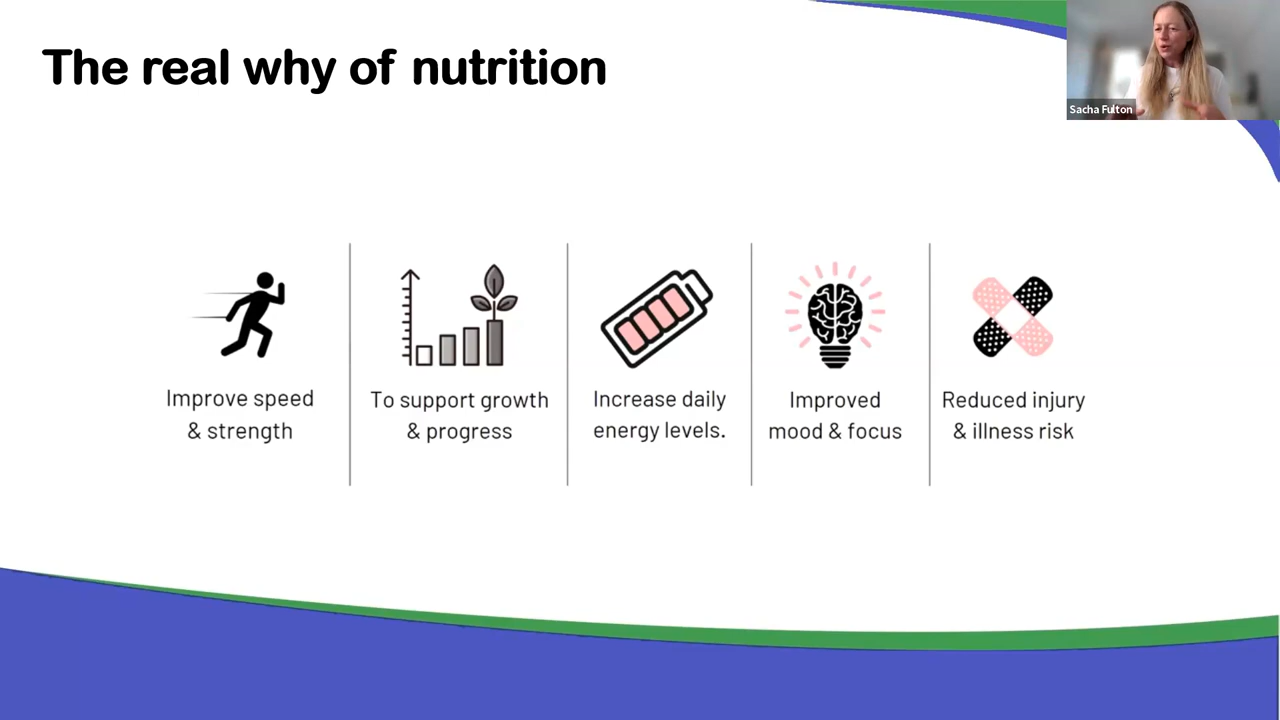 The real why of nutrition
Sacha Fulton
Improve speed
& strength
To support growth
& progress
Increase daily
energy levels.
Improved
mood & focus
Reduced injury
& illness risk